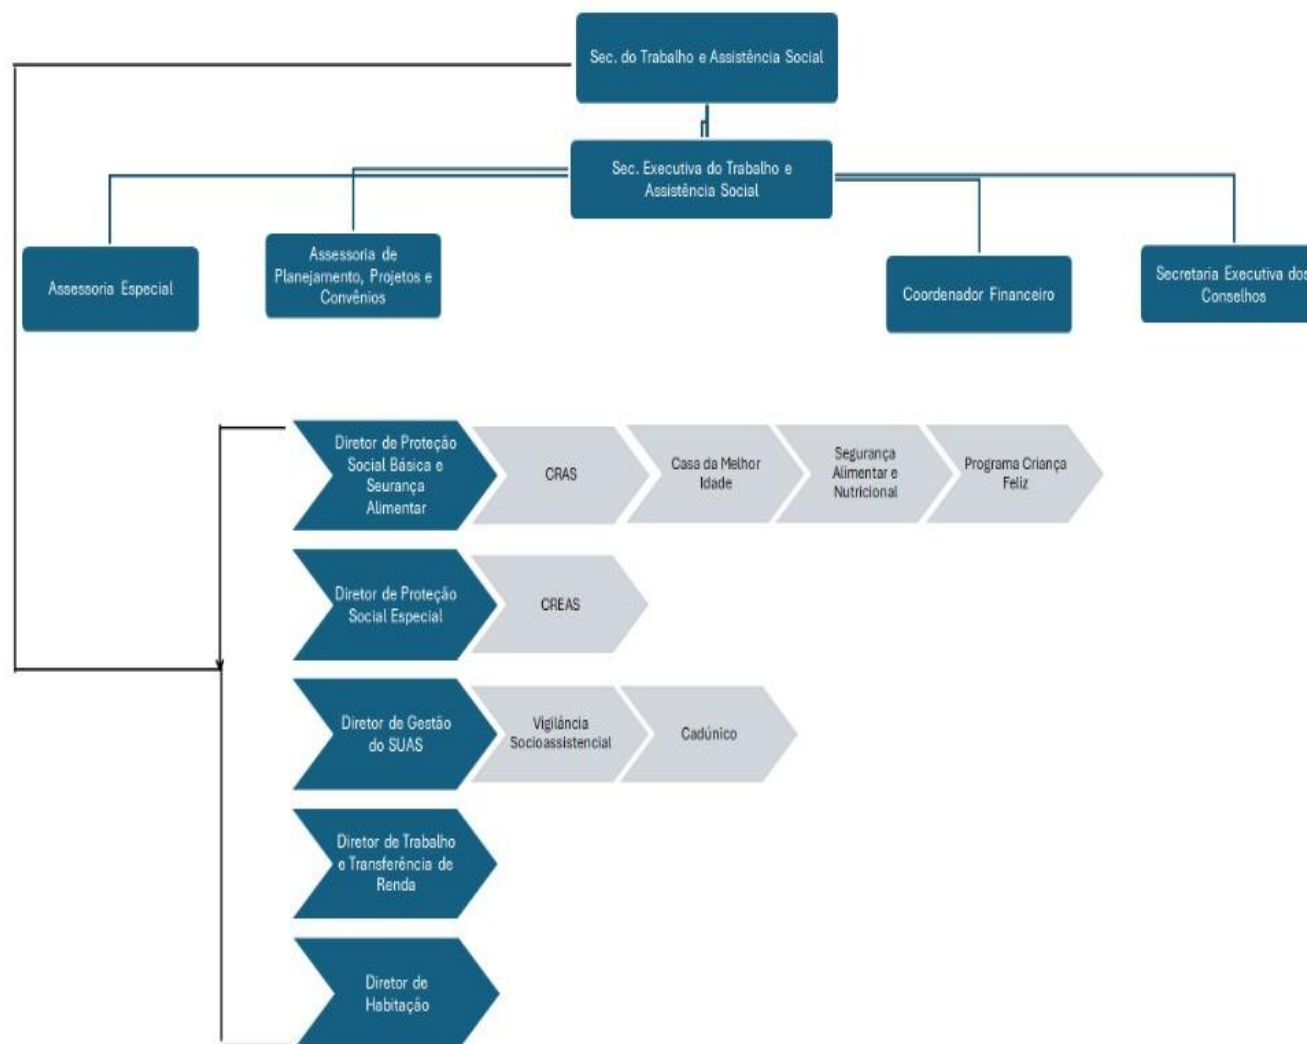 Sec. do Trabalho e Assistência Social
Sec. Executiva do Trabalho e
Assistência Social
Assessoria Especial
Assessoria de
Planejamento, Projetos e
Convênios
Coordenador Financeiro
Secretaria Executiva dos
Conselhos
Diretor de Proteção
Social Básica e
Seurança
Alimentar
CRAS
Casa da Melhor
Idade
Segurança
Alimentar e
Nutricional
Programa Criança
Feliz
Diretor de Proteção
Social Especial
CREAS
Diretor de Gestão
do SUAS
Vigilância
Socioassistencial
Cadúnico
Diretor de Trabalho
e Transferência de
Renda
Diretor de
Habitação